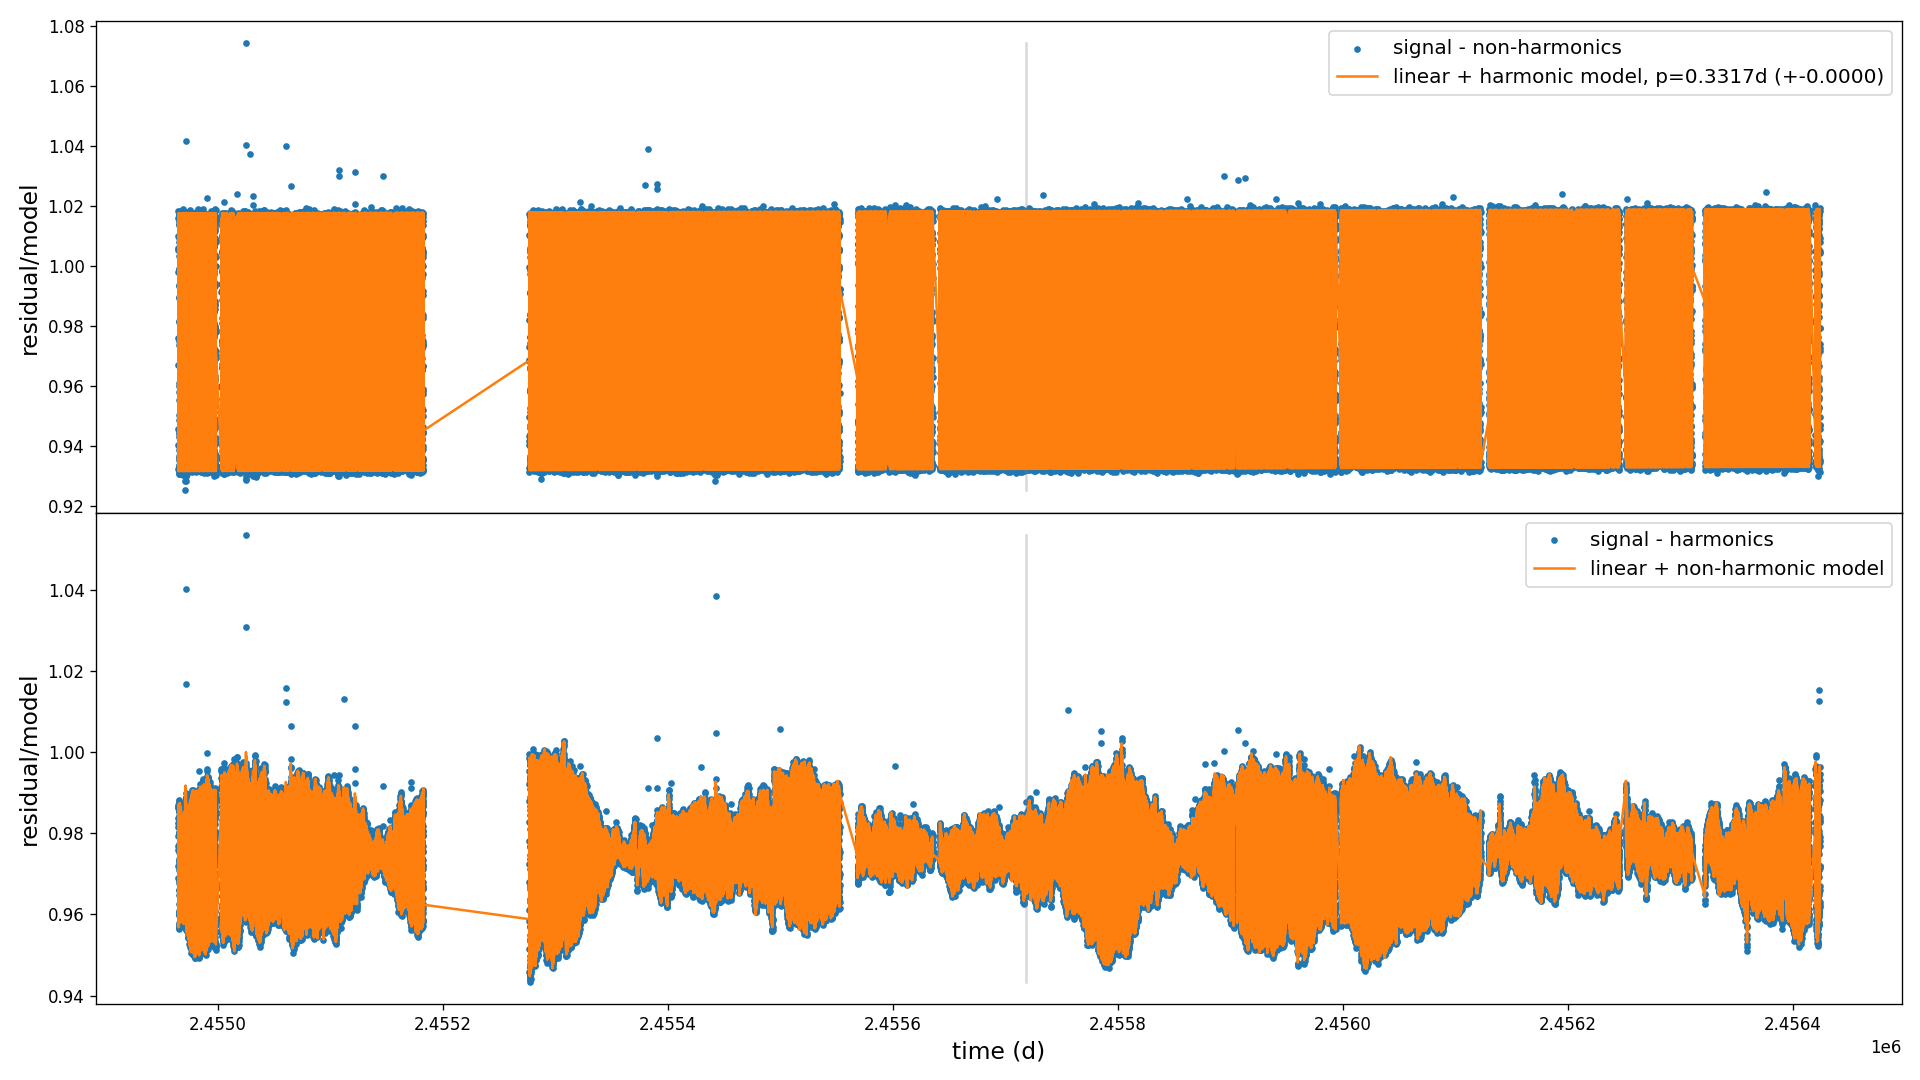 1.08
1.06
1.04
1.02
1.00
0.98
0.96
0.94
0.92
residual/model
signal - non-harmonics
linear + harmonic model, p=0.3317d (+-0.0000)
1.04
1.02
1.00
0.98
0.96
0.94
residual/model
signal - harmonics
linear + non-harmonic model
2.4550
2.4552
2.4554
2.4556
2.4558
2.4560
2.4562
2.4564
time (d)
1e6